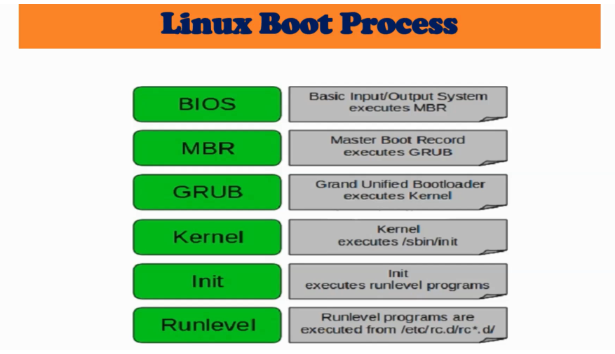 Linux Boot Process
BIOS
Basic Input/Output System
executes MBR
MBR
Master Boot Record
executes GRUB
GRUB
Grand Unified Bootloader
executes Kernel
Kernel
Kernel
executes /sbin/init
Init
Init
executes runlevel programs
Runlevel
Runlevel programs are
executed from /etc/rc.d/rc*.d/